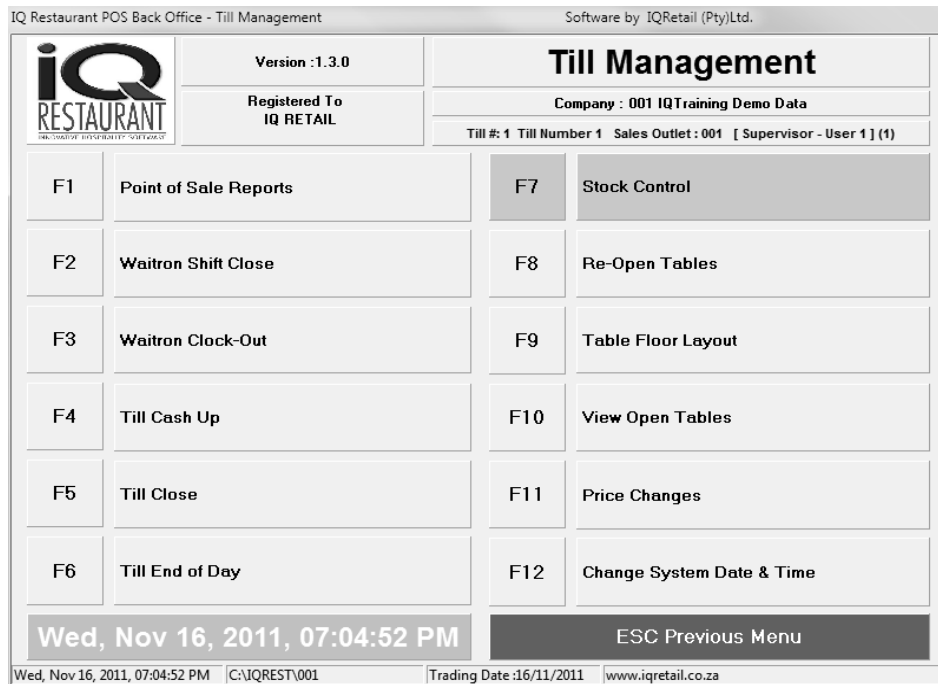 IQ Restaurant POS Back Office - Till Management
Software by IQRetail (Pty)Ltd.
iQ
RESTAURANT
INNOVATIVE HOSPITALITY SOFTWARE
Version :1.3.0
Registered To
IQ RETAIL
Till Management
Company : 001 IQTraining Demo Data
Till #: 1 Till Number 1 Sales Outlet : 001 [ Supervisor - User 1 ] (1)
F1 Point of Sale Reports
F2 Waitron Shift Close
F3 Waitron Clock-Out
F4 Till Cash Up
F5 Till Close
F6 Till End of Day
F7 Stock Control
F8 Re-Open Tables
F9 Table Floor Layout
F10 View Open Tables
F11 Price Changes
F12 Change System Date & Time
Wed, Nov 16, 2011, 07:04:52 PM
ESC Previous Menu
Wed, Nov 16, 2011, 07:04:52 PM C:\IQREST\001 Trading Date :16/11/2011 www.iqretail.co.za